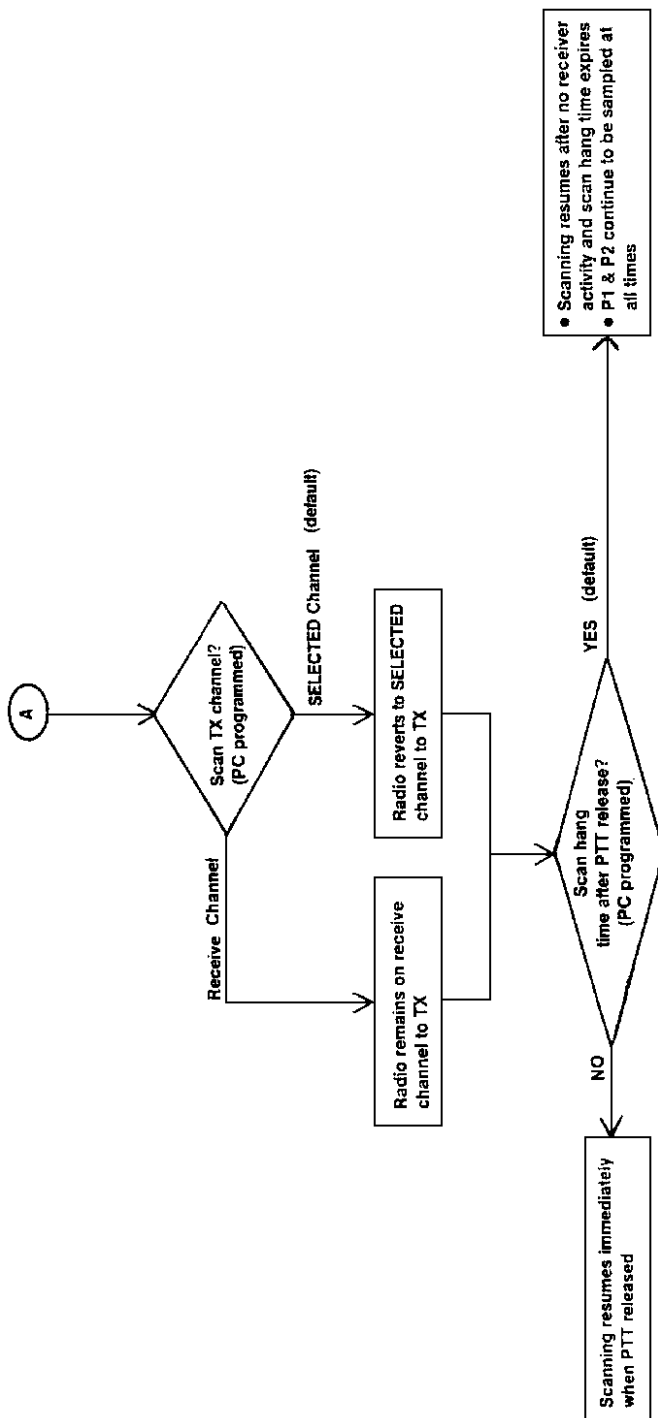 A
Scan TX channel?
(PC programmed)
Receive Channel
SELECTED Channel (default)
Radio remains on receive
channel to TX
Radio reverts to SELECTED
channel to TX
Scan hang
time after PTT release?
(PC programmed)
NO
YES (default)
Scanning resumes immediately
when PTT released
● Scanning resumes after no receiver
activity and scan hang time expires
● P1 & P2 continue to be sampled at
all times